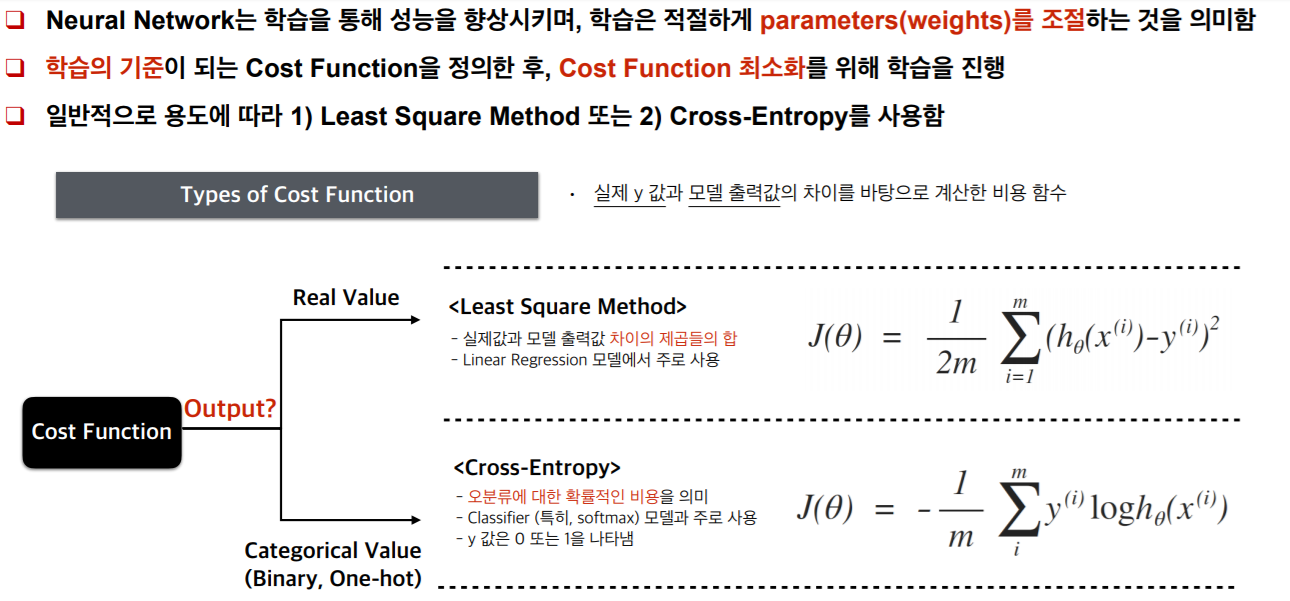 ❑ Neural Network는 학습을 통해 성능을 향상시키며, 학습은 적절하게 parameters(weights)를 조절하는 것을 의미함
❑ 학습의 기준이 되는 Cost Function을 정의한 후, Cost Function 최소화를 위해 학습을 진행
❑ 일반적으로 용도에 따라 1) Least Square Method 또는 2) Cross-Entropy를 사용함
Types of Cost Function
• 실제 y 값과 모델 출력값의 차이를 바탕으로 계산한 비용 함수
Cost Function
Output?
Real Value
<Least Square Method>
- 실제값과 모델 출력값 차이의 제곱들의 합
- Linear Regression 모델에서 주로 사용
J(θ) = \frac{1}{2m} \sum_{i=1}^{m} (h_θ(x^{(i)})-y^{(i)})^2
Categorical Value
(Binary, One-hot)
<Cross-Entropy>
- 오분류에 대한 확률적인 비용을 의미
- Classifier (특히, softmax) 모델과 주로 사용
- y 값은 0 또는 1을 나타냄
J(θ) = -\frac{1}{m} \sum_{i}^{m} y^{(i)} log h_θ(x^{(i)})